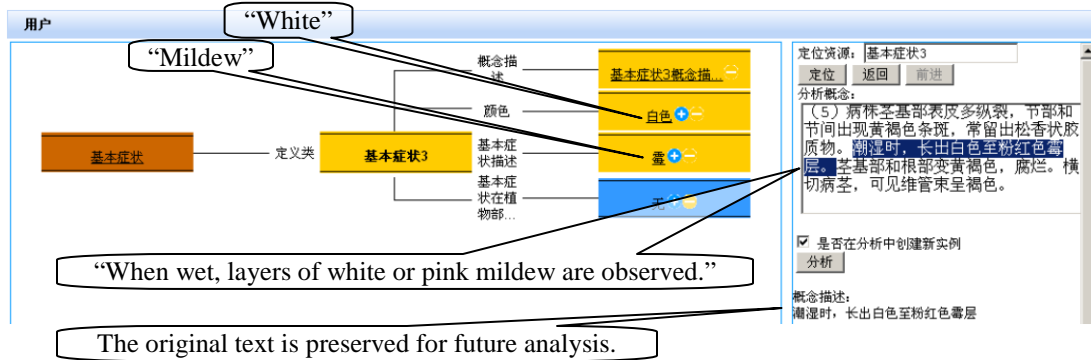 用户
“White”
“Mildew”
概念描
述
基本症状3概念描...
颜色
白色
基本症状
定义类
基本症状3
基本症
状描述
霉
基本症
状在植
物部...
无
定位资源: 基本症状3
定位 返回 前进
分析概念:
（5）病株茎基部表皮多纵裂，节部和
节间出现黄褐色条斑，常留出松香状胶
质物。潮湿时，长出白色至粉红色霉
层。茎基部和根部变黄褐色，腐烂。横
切病茎，可见维管束呈褐色。
是否在分析中创建新实例
分析
概念描述:
潮湿时，长出白色至粉红色霉层
“When wet, layers of white or pink mildew are observed.”
The original text is preserved for future analysis.